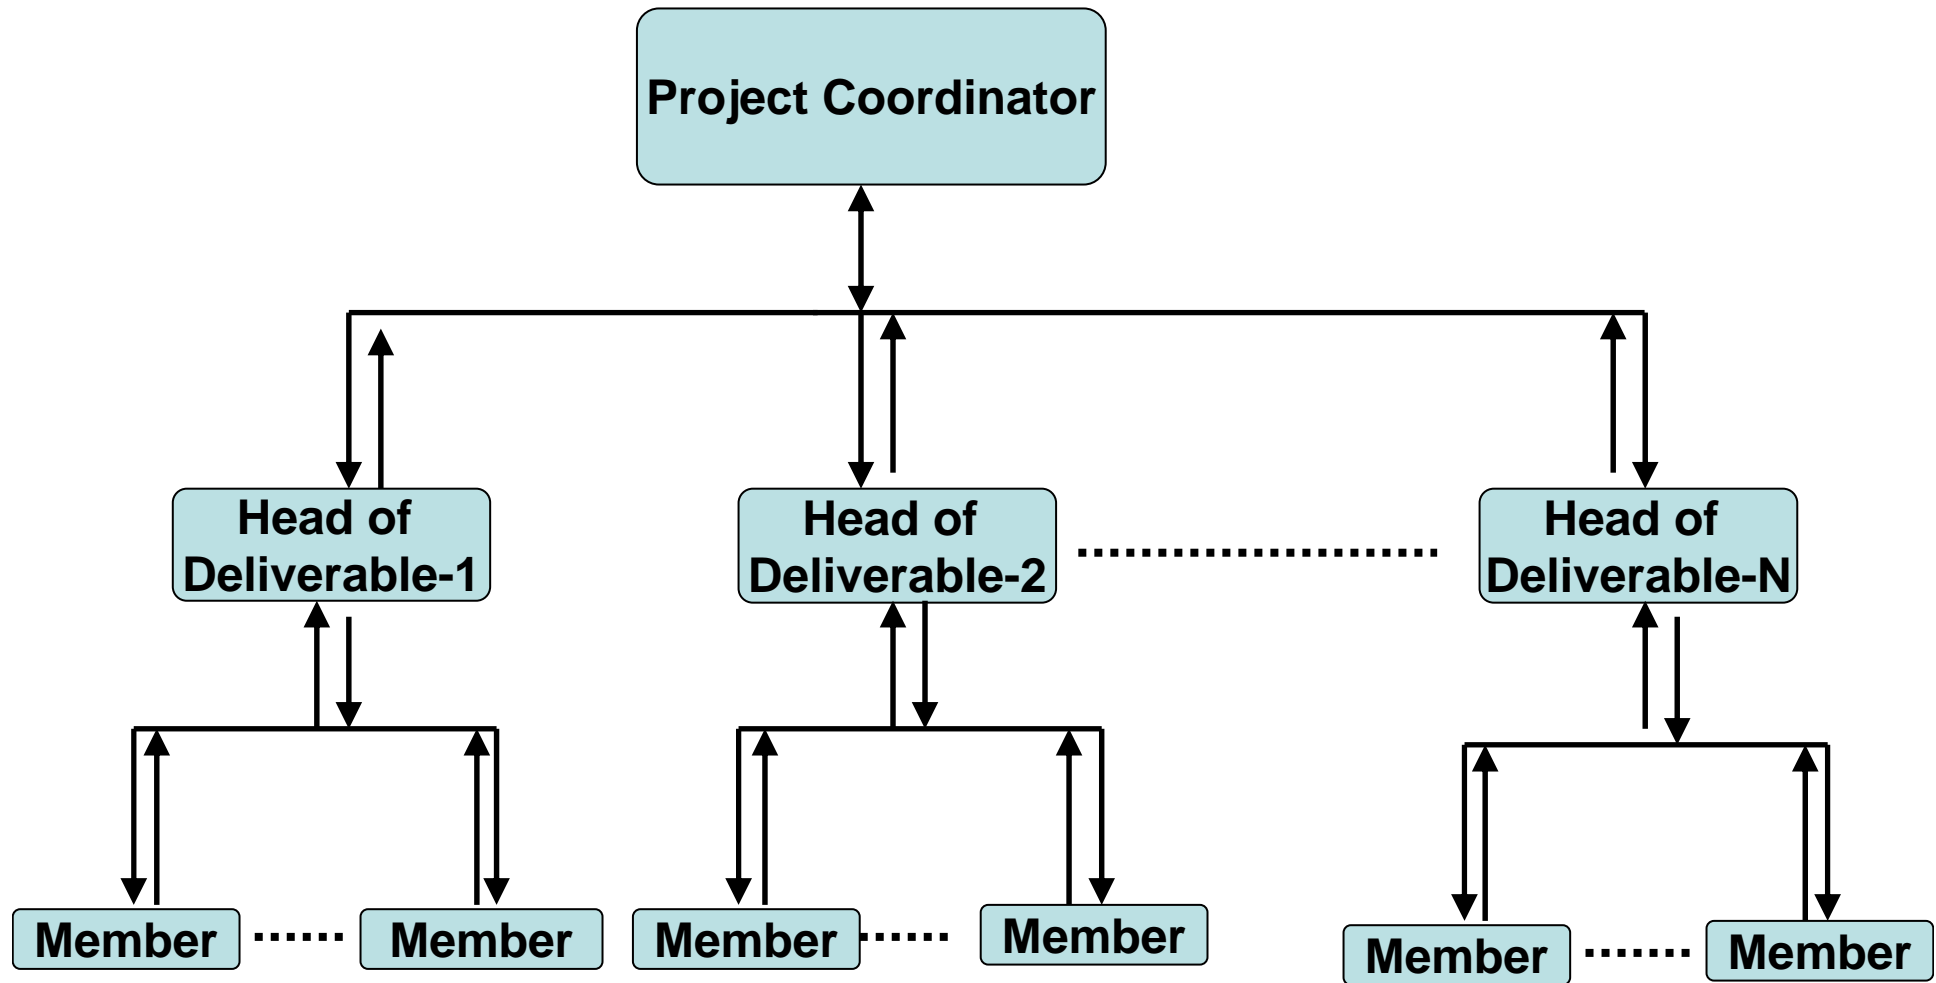 Project Coordinator
Head of
Deliverable-1
Head of
Deliverable-2
Head of
Deliverable-N
Member
Member
Member
Member
Member
Member